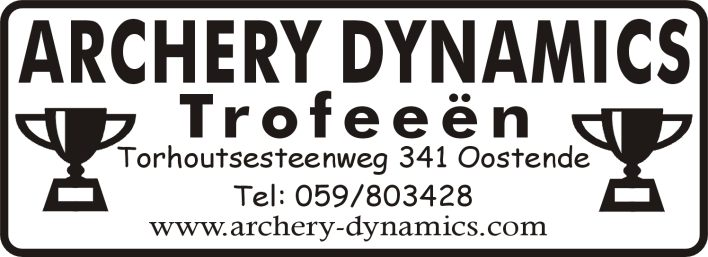 ARCHERY DYNAMICS
Trofeeën
Torhoutsesteenweg 341 Oostende
Tel: 059/803428
www.archery-dynamics.com